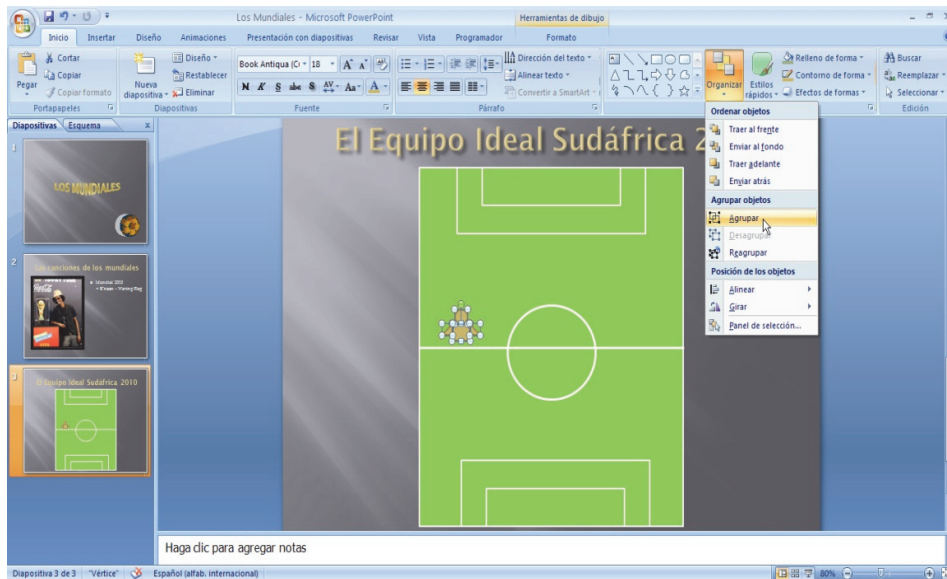 Los Mundiales - Microsoft PowerPoint
Herramientas de dibujo
Inicio Insertar Diseño Animaciones Presentación con diapositivas Revisar Vista Programador Formato
Pegar
Cortar
Copiar
Copiar formato
Portapapeles
Nueva diapositiva
Diseño
Restablecer
Eliminar
Diapositivas
Book Antiqua (C 18
N K S abc S AV Aa A
Fuente
Dirección del texto
Alinear texto
Convertir a SmartArt
Párrafo
Organizar
Estilos rápidos
Relleno de forma
Contorno de forma
Efectos de formas
Buscar
Reemplazar
Seleccionar
Edición
Ordenar objetos
Traer al frente
Enviar al fondo
Traer adelante
Enviar atrás
Agrupar objetos
Agrupar
Desagrupar
Reagrupar
Posición de los objetos
Alinear
Girar
Panel de selección...
Diapositivas Esquema x
1
LOS MUNDIALES
2
Las canciones de los mundiales
3
El Equipo Ideal Sudáfrica 2010
El Equipo Ideal Sudáfrica 2
Haga clic para agregar notas
Diapositiva 3 de 3 "Vértice" Español (alfab. internacional) 80%